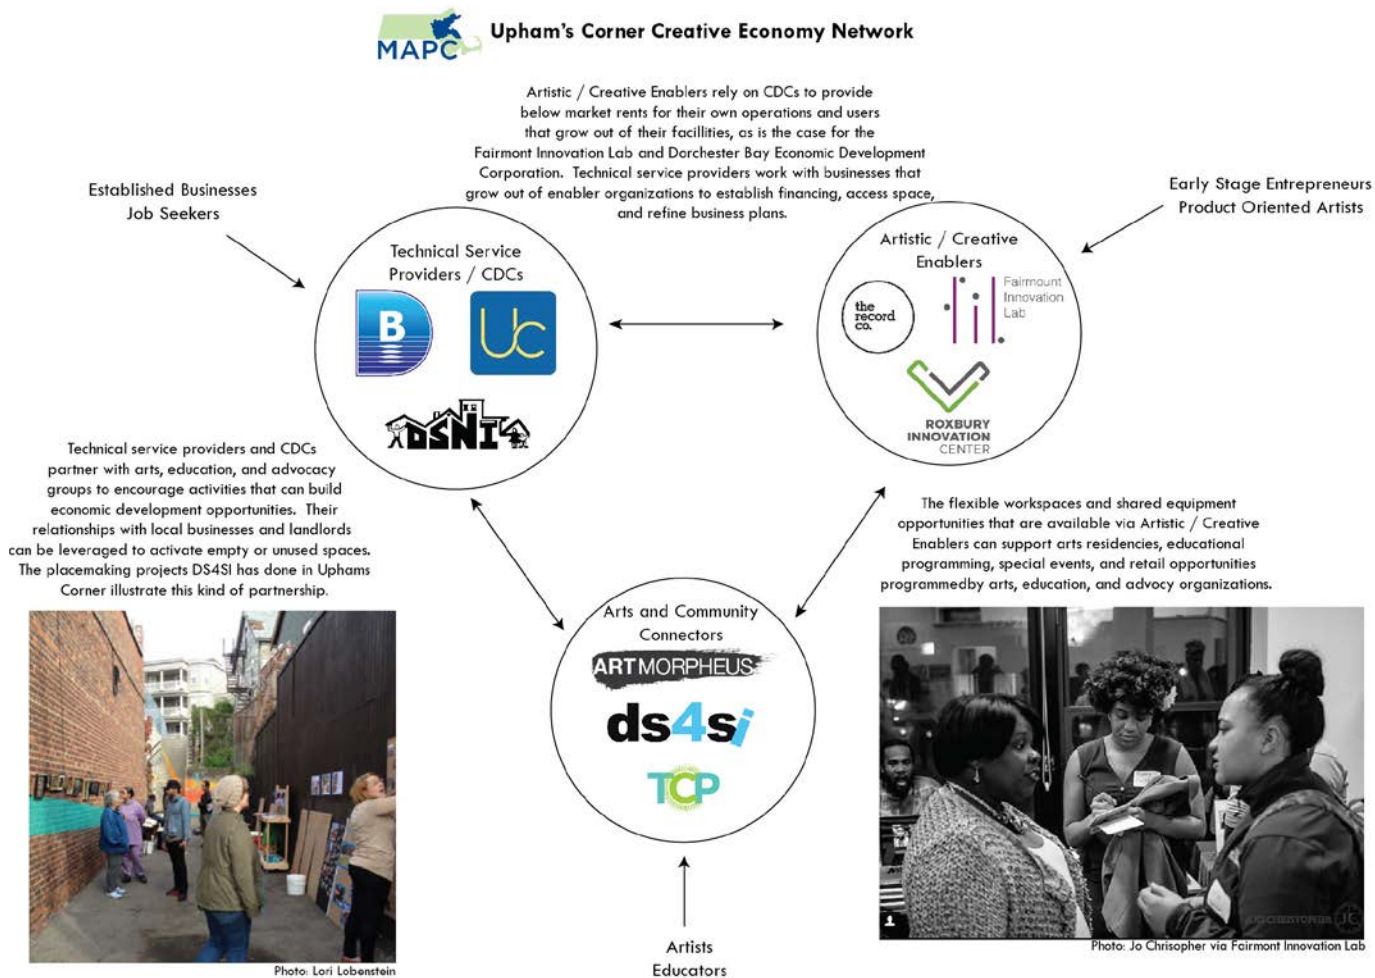 MAPC
Upham's Corner Creative Economy Network
Artistic / Creative Enablers rely on CDCs to provide
below market rents for their own operations and users
that grow out of their facillities, as is the case for the
Fairmont Innovation Lab and Dorchester Bay Economic Development
Corporation. Technical service providers work with businesses that
grow out of enabler organizations to establish financing, access space,
and refine business plans.
Established Businesses
Job Seekers
Early Stage Entrepreneurs
Product Oriented Artists
Technical Service
Providers / CDCs
B
UC
DSNI
Artistic / Creative
Enablers
the
record
co.
Fairmount
Innovation
Lab
ROXBURY
INNOVATION
CENTER
Technical service providers and CDCs
partner with arts, education, and advocacy
groups to encourage activities that can build
economic development opportunities. Their
relationships with local businesses and landlords
can be leveraged to activate empty or unused spaces.
The placemaking projects DS4SI has done in Uphams
Corner illustrate this kind of partnership.
The flexible workspaces and shared equipment
opportunities that are available via Artistic / Creative
Enablers can support arts residencies, educational
programming, special events, and retail opportunities
programmedby arts, education, and advocy organizations.
Arts and Community
Connectors
ARTMORPHEUS
ds4si
TCP
Artists
Educators
Photo: Lori Lobenstein
JO CHRISTOPHER JC
Photo: Jo Chrisopher via Fairmont Innovation Lab